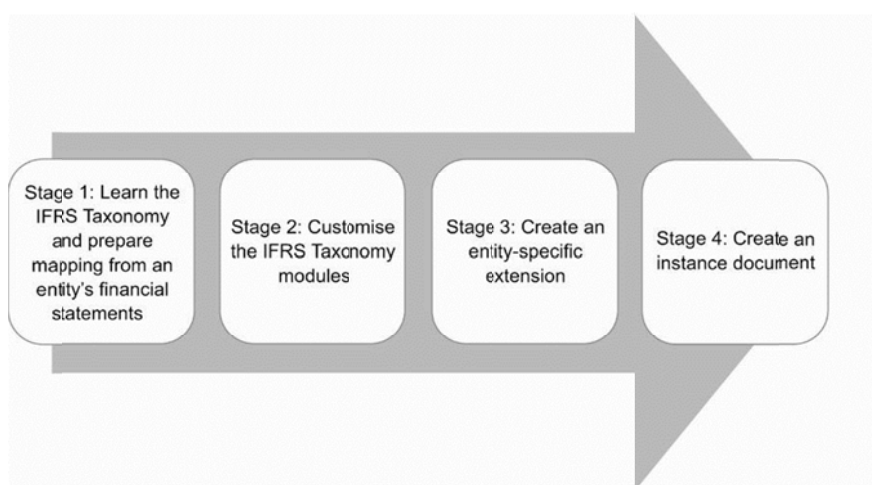 Stage 1: Learn the
IFRS Taxonomy
and prepare
mapping from an
entity's financial
statements
Stage 2: Customise
the IFRS Taxonomy
modules
Stage 3: Create an
entity-specific
extension
Stage 4: Create an
instance document